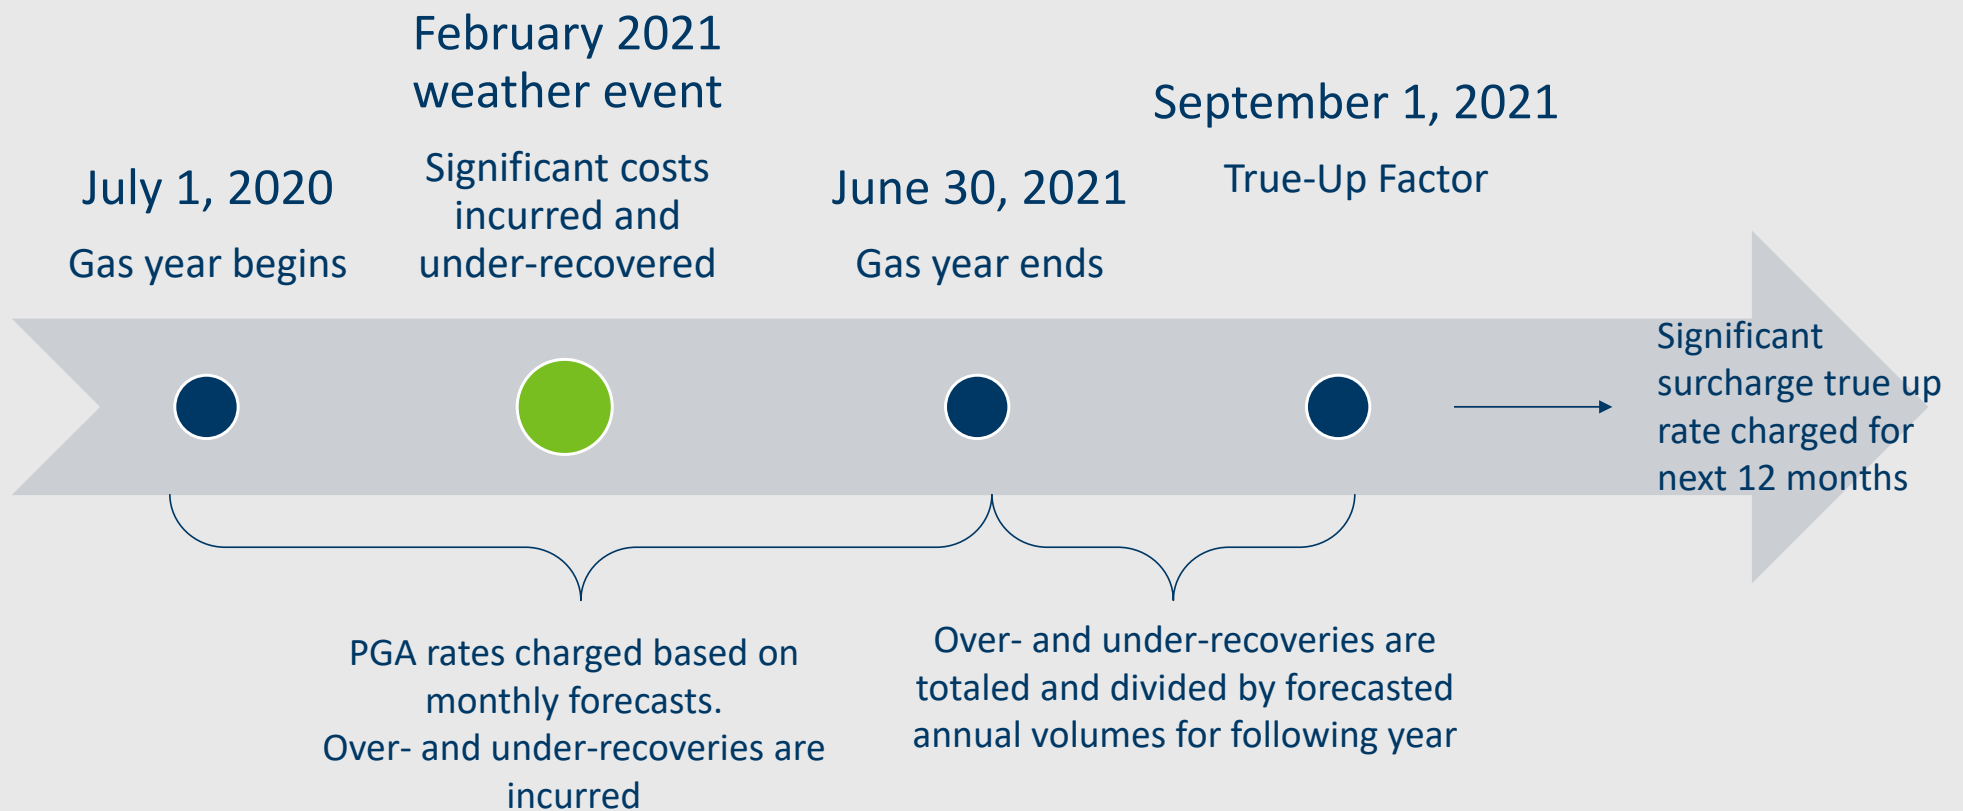 July 1, 2020
Gas year begins
February 2021
weather event
Significant costs
incurred and
under-recovered
June 30, 2021
Gas year ends
September 1, 2021
True-Up Factor
Significant
surcharge true up
rate charged for
next 12 months
PGA rates charged based on
monthly forecasts.
Over- and under-recoveries are
incurred
Over- and under-recoveries are
totaled and divided by forecasted
annual volumes for following year